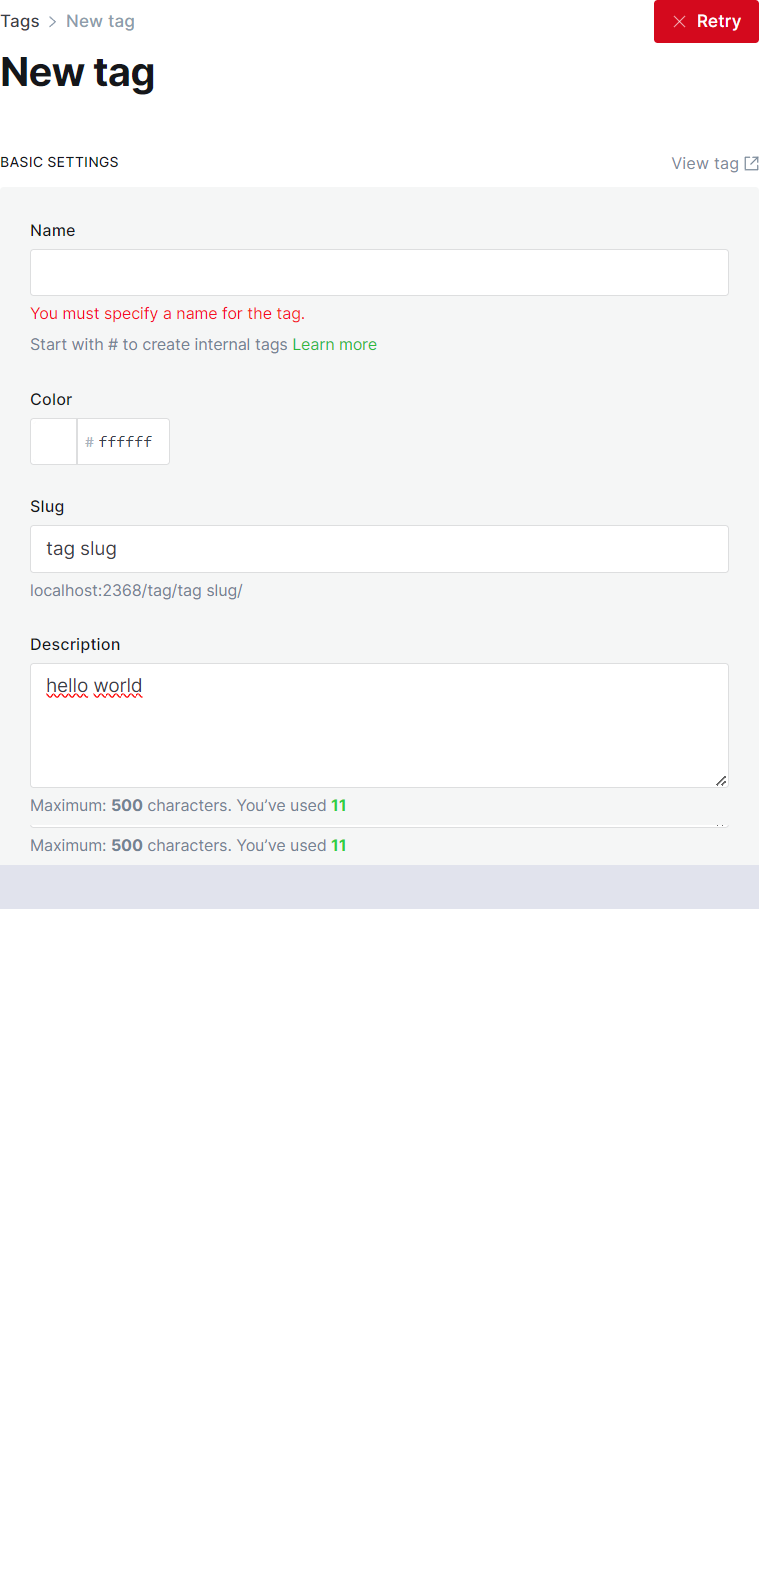 Tags > New tag
Retry
New tag
BASIC SETTINGS
View tag
Name
You must specify a name for the tag.
Start with # to create internal tags Learn more
Color
# ffffff
Slug
tag slug
localhost:2368/tag/tag slug/
Description
hello world
Maximum: 500 characters. You’ve used 11
Maximum: 500 characters. You’ve used 11